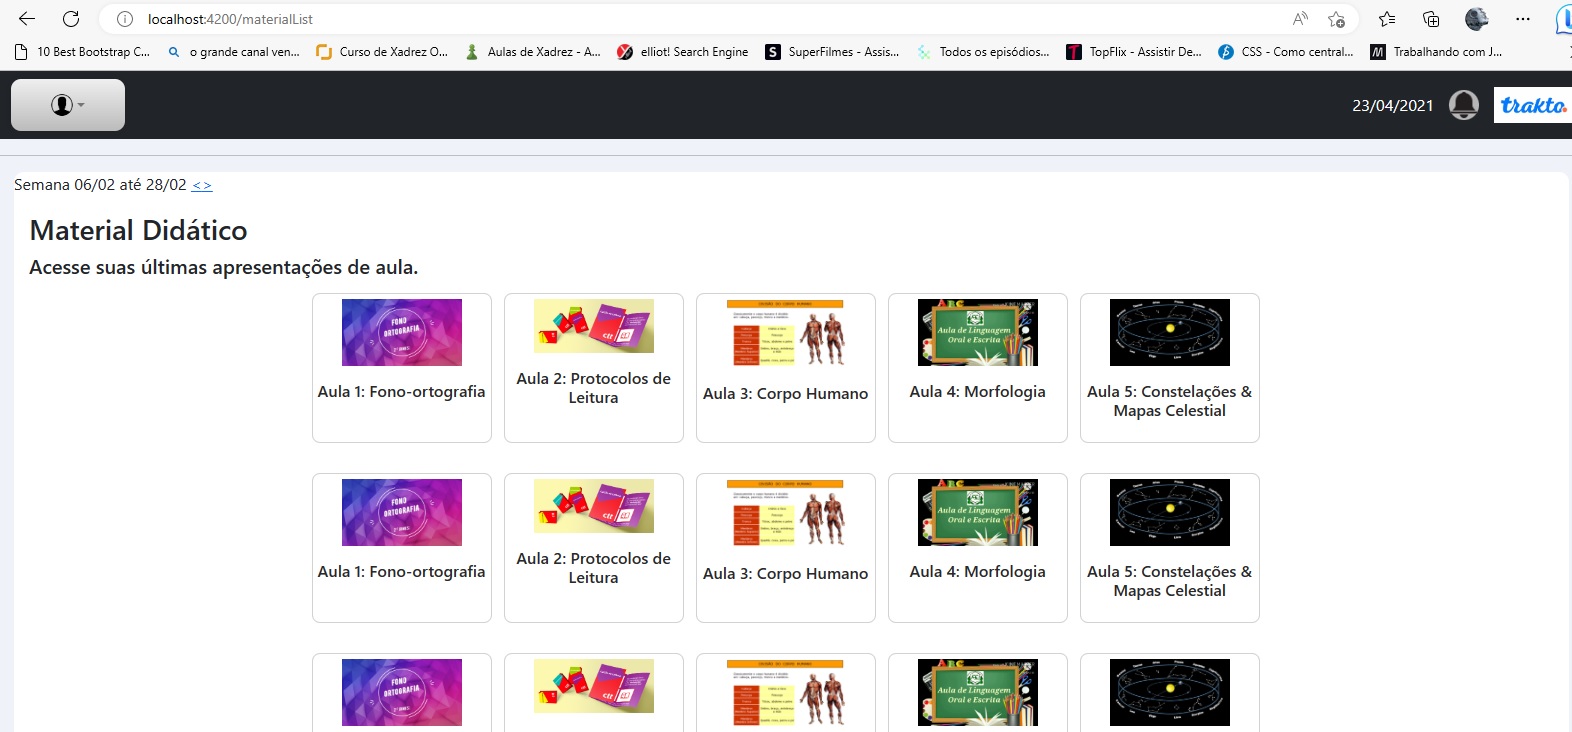 localhost:4200/materialList
10 Best Bootstrap C...
o grande canal ven...
Curso de Xadrez O...
Aulas de Xadrez - A...
elliot! Search Engine
SuperFilmes - Assis...
Todos os episódios...
TopFlix - Assistir De...
CSS - Como central...
Trabalhando com J...
23/04/2021
trakto.
Semana 06/02 até 28/02 <>
Material Didático
Acesse suas últimas apresentações de aula.
FONO
ORTOGRAFIA
Aula de Linguagem
Oral e Escrita
Aula 1: Fono-ortografia
Aula 2: Protocolos de
Leitura
Aula 3: Corpo Humano
Aula 4: Morfologia
Aula 5: Constelações &
Mapas Celestial
FONO
ORTOGRAFIA
Aula de Linguagem
Oral e Escrita
Aula 1: Fono-ortografia
Aula 2: Protocolos de
Leitura
Aula 3: Corpo Humano
Aula 4: Morfologia
Aula 5: Constelações &
Mapas Celestial
FONO
ORTOGRAFIA
Aula de Linguagem
Oral e Escrita